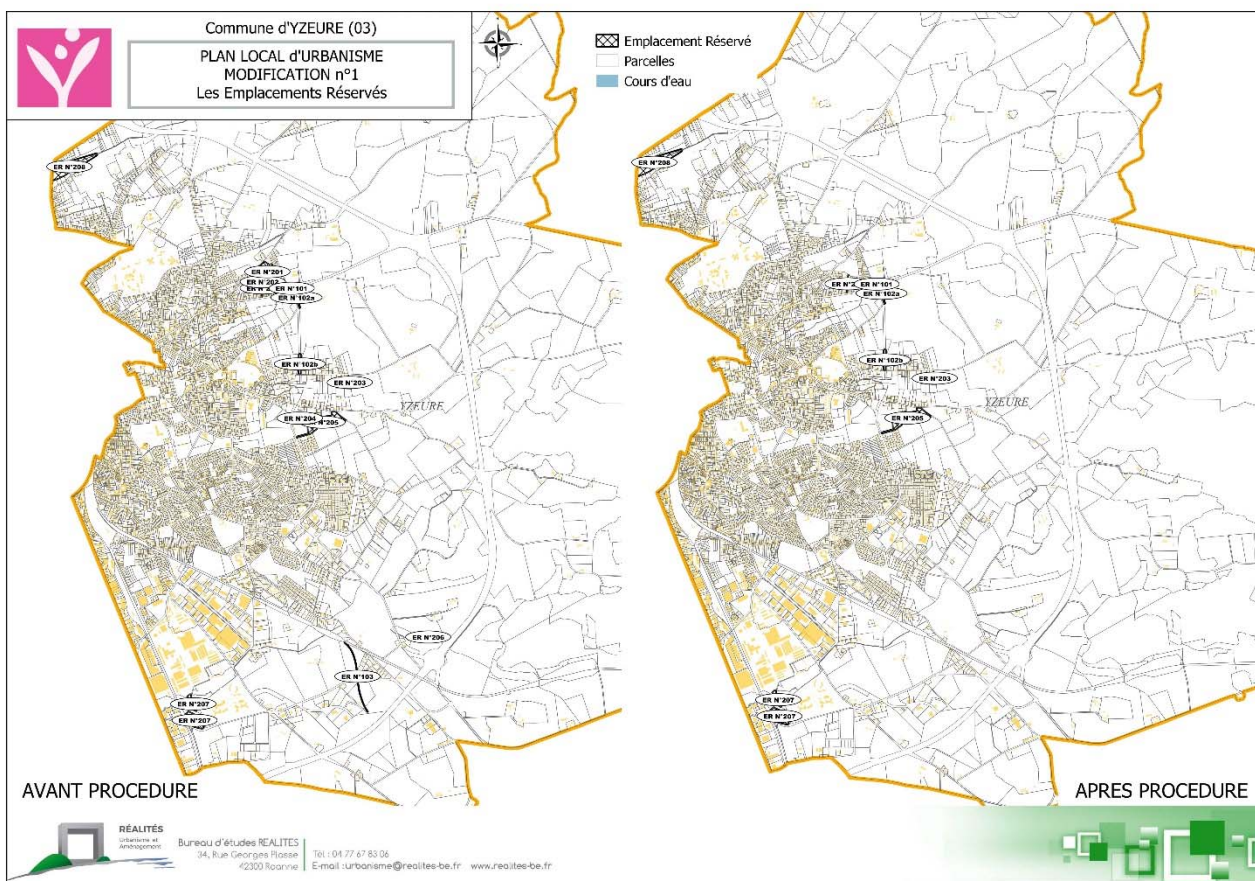 Commune d'YZEURE (03)
PLAN LOCAL d'URBANISME
MODIFICATION n°1
Les Emplacements Réservés
Emplacement Réservé
Parcelles
Cours d'eau
ER N°208
ER N°201
ER N°202
ER N°101
ER N°102a
ER N°102b
ER N°203
YZEURE
ER N°204
ER N°206
ER N°103
ER N°207
ER N°207
AVANT PROCEDURE
ER N°208
ER N°101
ER N°102a
ER N°102b
ER N°203
YZEURE
ER N°205
ER N°207
ER N°207
APRES PROCEDURE
RÉALITÉS
Urbanisme et
Aménagement
Bureau d'études REALITES
34, Rue Georges Plasse
42300 Roanne
Tél : 04 77 67 83 06
E-mail : urbanisme@realites-be.fr www.realites-be.fr